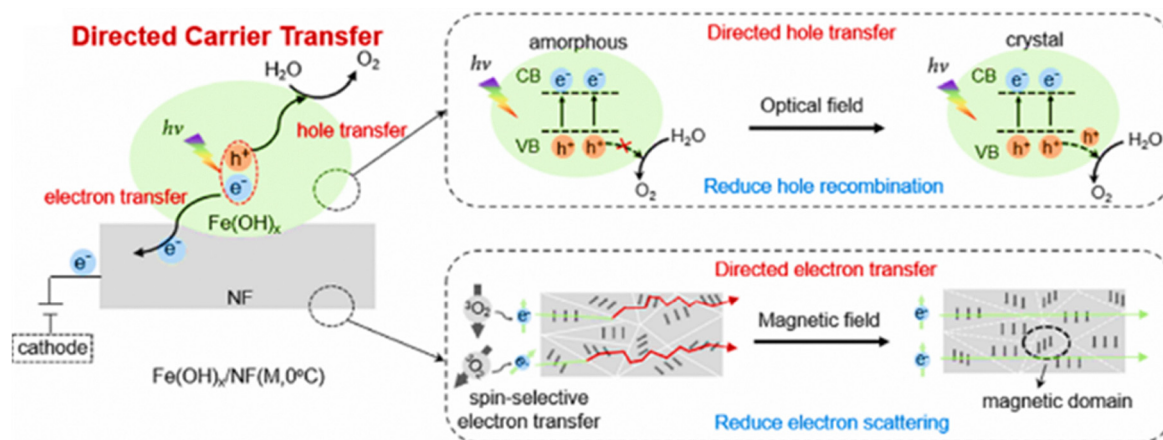 Directed Carrier Transfer
H₂O
O₂
hν
hole transfer
h⁺
e⁻
electron transfer
Fe(OH)ₓ
e⁻
e⁻
NF
cathode
Fe(OH)ₓ/NF(M,0ºC)
amorphous
Directed hole transfer
crystal
hν
CB
e⁻ e⁻
Optical field
VB
h⁺ h⁺
H₂O
O₂
Reduce hole recombination
hν
CB
e⁻ e⁻
VB
h⁺ h⁺
h⁺
H₂O
O₂
Directed electron transfer
³O₂
e⁻
e⁻
Magnetic field
e⁻
e⁻
spin-selective
electron transfer
magnetic domain
Reduce electron scattering